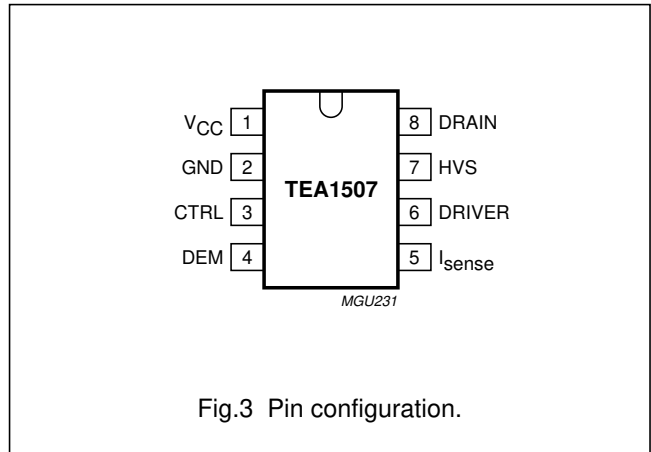 VCC 1 8 DRAIN
GND 2 7 HVS
TEA1507
CTRL 3 6 DRIVER
DEM 4 5 Isense
MGU231
Fig.3 Pin configuration.